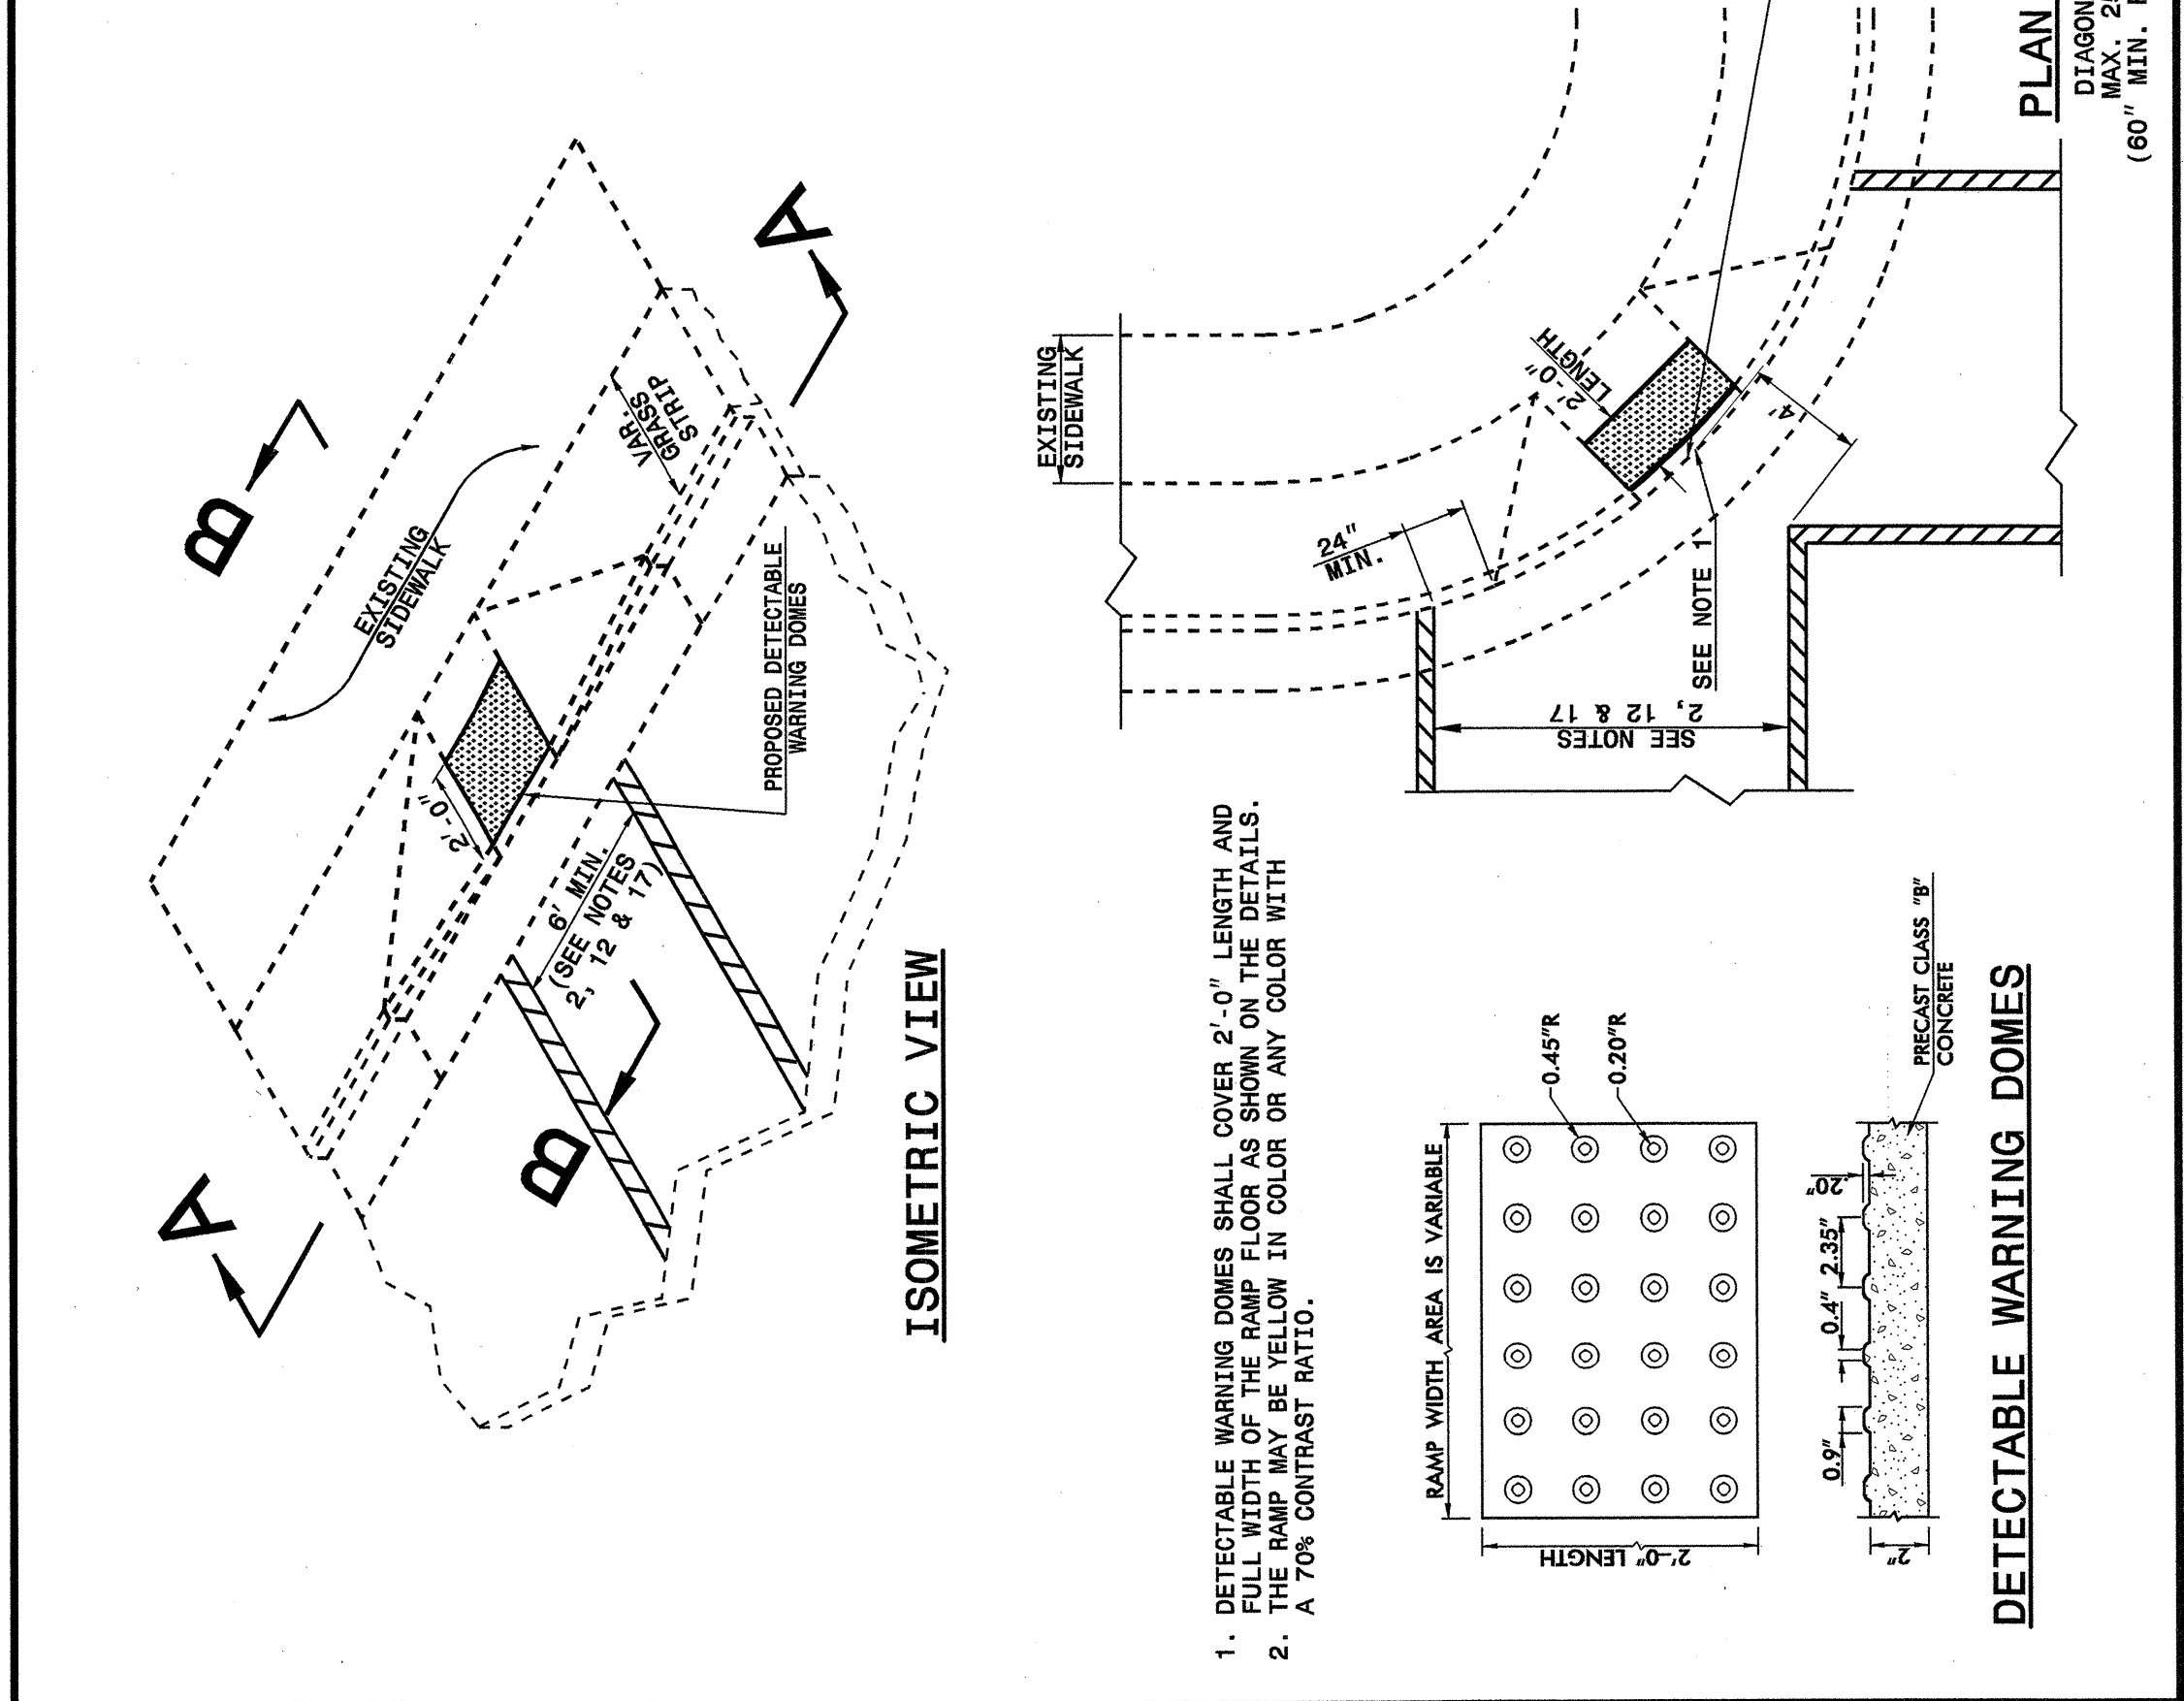 B
A
EXISTING
SIDEWALK
VAR.
GRASS
STRIP
2'-0"
PROPOSED DETECTABLE
WARNING DOMES
6' MIN.
(SEE NOTES
2, 12 & 17)
A
B
ISOMETRIC VIEW
1. DETECTABLE WARNING DOMES SHALL COVER 2'-0" LENGTH AND
FULL WIDTH OF THE RAMP FLOOR AS SHOWN ON THE DETAILS.
2. THE RAMP MAY BE YELLOW IN COLOR OR ANY COLOR WITH
A 70% CONTRAST RATIO.
RAMP WIDTH AREA IS VARIABLE
2'-0" LENGTH
0.45"R
0.20"R
0.9"
0.4"
2.35"
.20"
2"
PRECAST CLASS "B"
CONCRETE
DETECTABLE WARNING DOMES
EXISTING
SIDEWALK
24"
MIN.
2'-0"
LENGTH
4'
SEE NOTE 1
SEE NOTES
2, 12 & 17
PLAN
DIAGON
MAX. 2
(60" MIN.